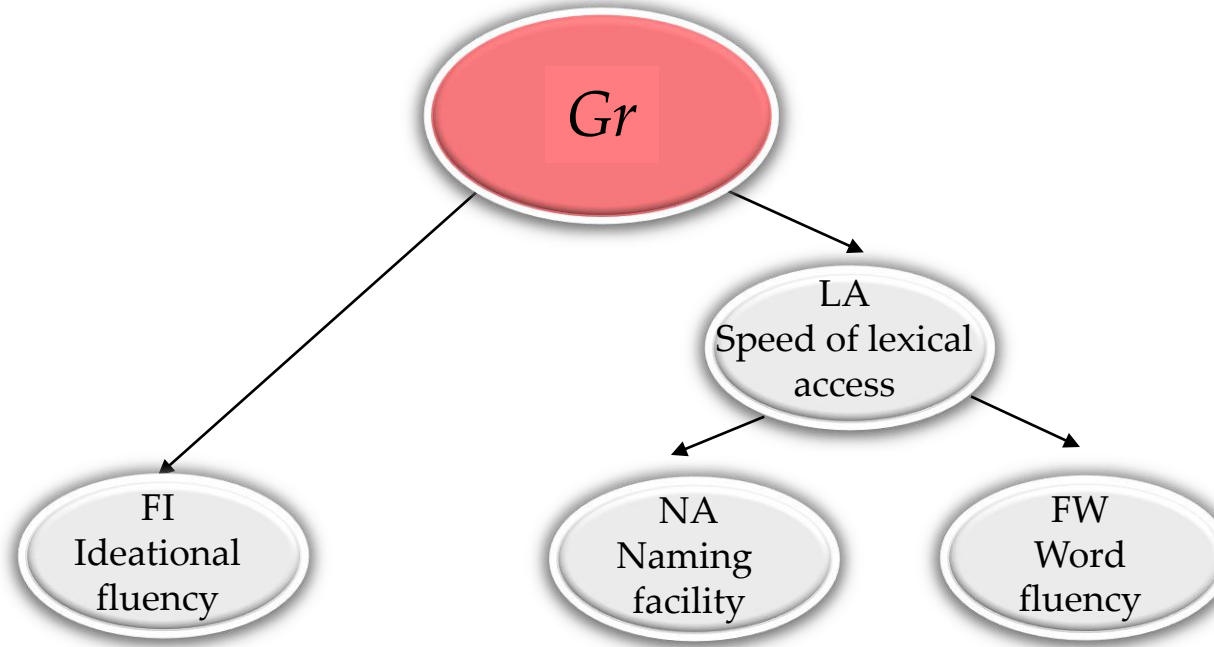 Gr
LA
Speed of lexical
access
FI
Ideational
fluency
NA
Naming
facility
FW
Word
fluency